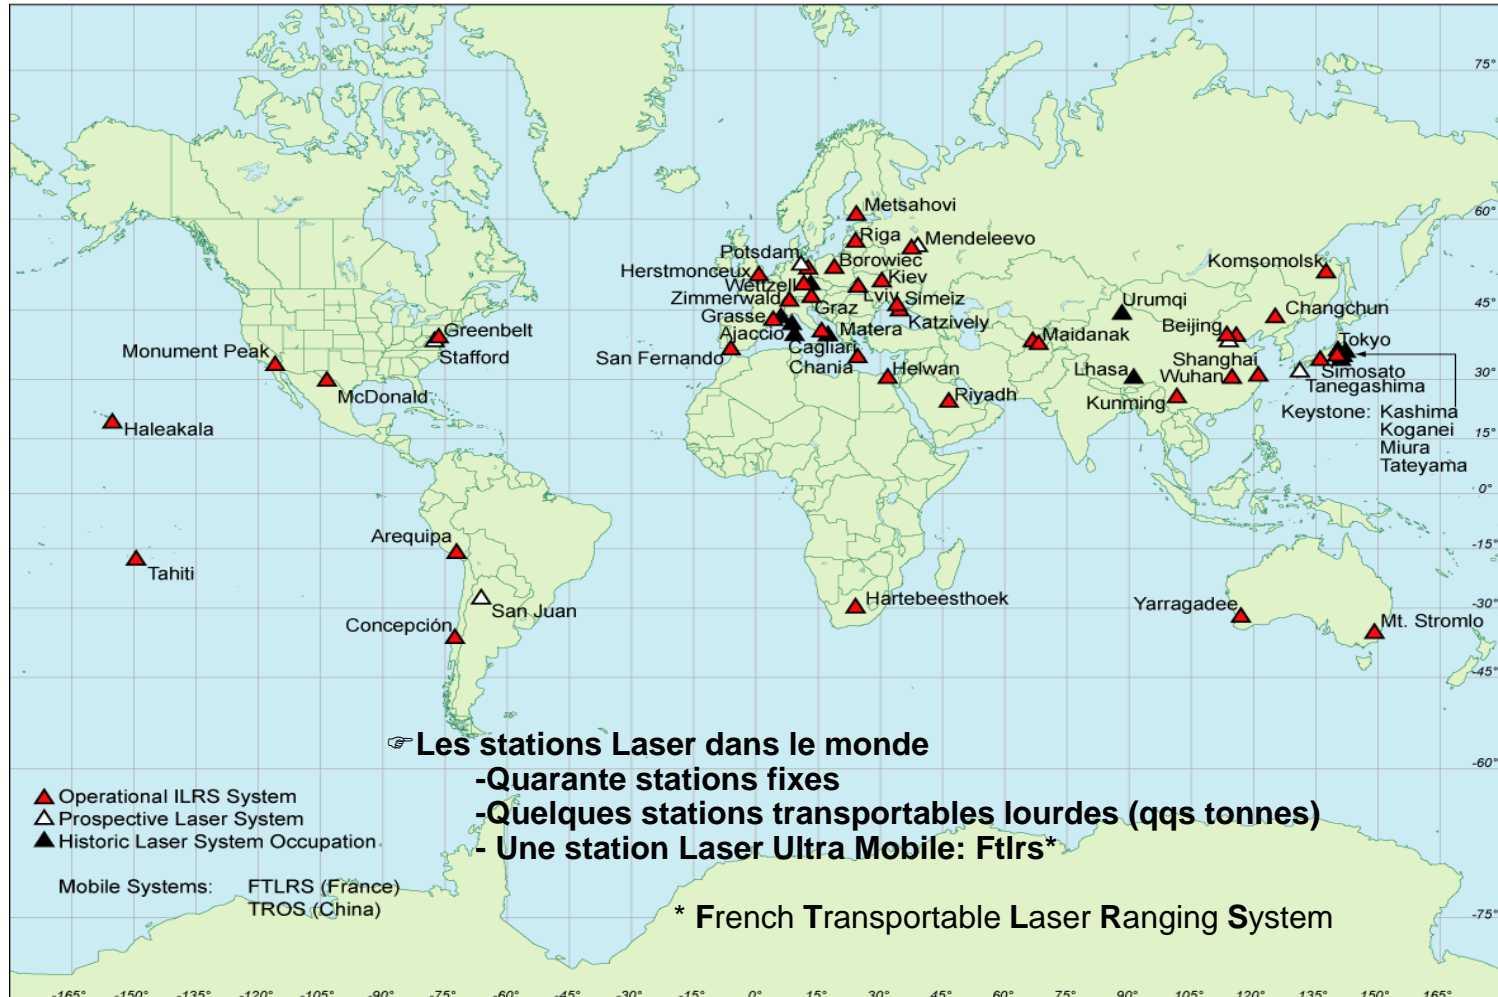 75°
60°
45°
30°
15°
0°
-15°
-30°
-45°
-60°
-75°
Metsahovi
Riga
Mendeleevo
Potsdam
Borowiec
Herstmonceux
Kiev
Wettzell
Lviv
Simeiz
Zimmerwald
Graz
Katzively
Grasse
Matera
Ajaccio
Cagliari
San Fernando
Chania
Helwan
Riyadh
Maidanak
Urumqi
Lhasa
Komsomolsk
Changchun
Beijing
Tokyo
Shanghai
Simosato
Wuhan
Tanegashima
Kunming
Keystone: Kashima
Koganei
Miura
Tateyama
Greenbelt
Stafford
Monument Peak
McDonald
Haleakala
Arequipa
Tahiti
San Juan
Concepción
Hartebeesthoek
Yarragadee
Mt. Stromlo
☞Les stations Laser dans le monde
-Quarante stations fixes
-Quelques stations transportables lourdes (qqs tonnes)
- Une station Laser Ultra Mobile: Ftlrs*
* French Transportable Laser Ranging System
Operational ILRS System
Prospective Laser System
Historic Laser System Occupation
Mobile Systems: FTLRS (France)
TROS (China)
-165° -150° -135° -120° -105° -90° -75° -60° -45° -30° -15° 0° 15° 30° 45° 60° 75° 90° 105° 120° 135° 150° 165°